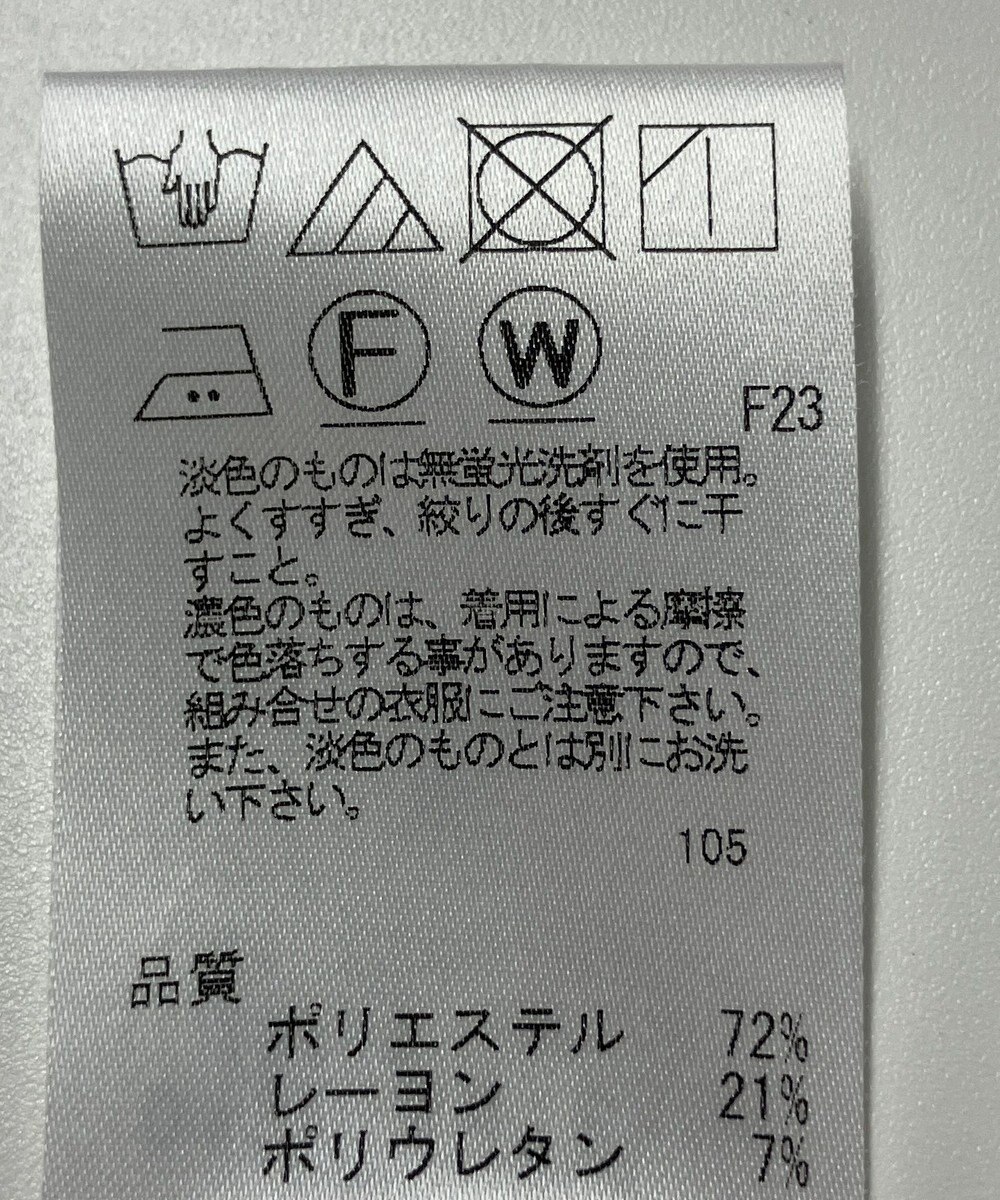 F
W
F23
淡色のものは無蛍光洗剤を使用。
よくすすぎ、絞りの後すぐに干
すこと。
濃色のものは、着用による摩擦
で色落ちする事がありますので、
組み合せの衣服にご注意下さい。
また、淡色のものとは別にお洗
い下さい。
105
品質
ポリエステル 72%
レーヨン 21%
ポリウレタン 7%